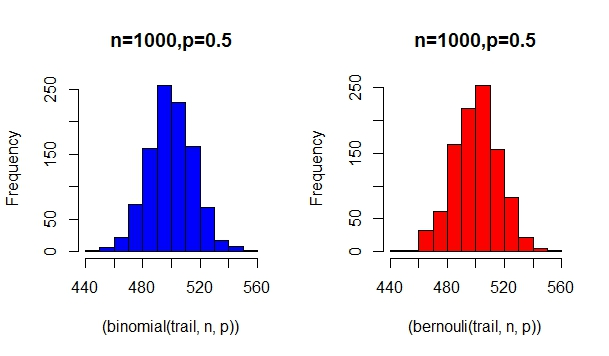 n=1000,p=0.5
Frequency
250
150
50
0
440 480 520 560
(binomial(trail, n, p))
n=1000,p=0.5
Frequency
250
150
50
0
440 480 520 560
(bernouli(trail, n, p))